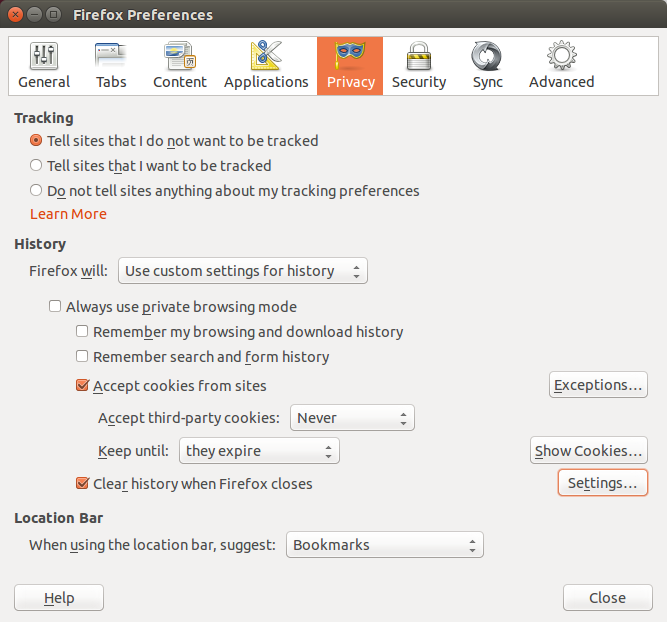 Firefox Preferences
General Tabs Content Applications Privacy Security Sync Advanced
Tracking
Tell sites that I do not want to be tracked
Tell sites that I want to be tracked
Do not tell sites anything about my tracking preferences
Learn More
History
Firefox will: Use custom settings for history
Always use private browsing mode
Remember my browsing and download history
Remember search and form history
Accept cookies from sites Exceptions...
Accept third-party cookies: Never
Keep until: they expire Show Cookies...
Clear history when Firefox closes Settings...
Location Bar
When using the location bar, suggest: Bookmarks
Help Close